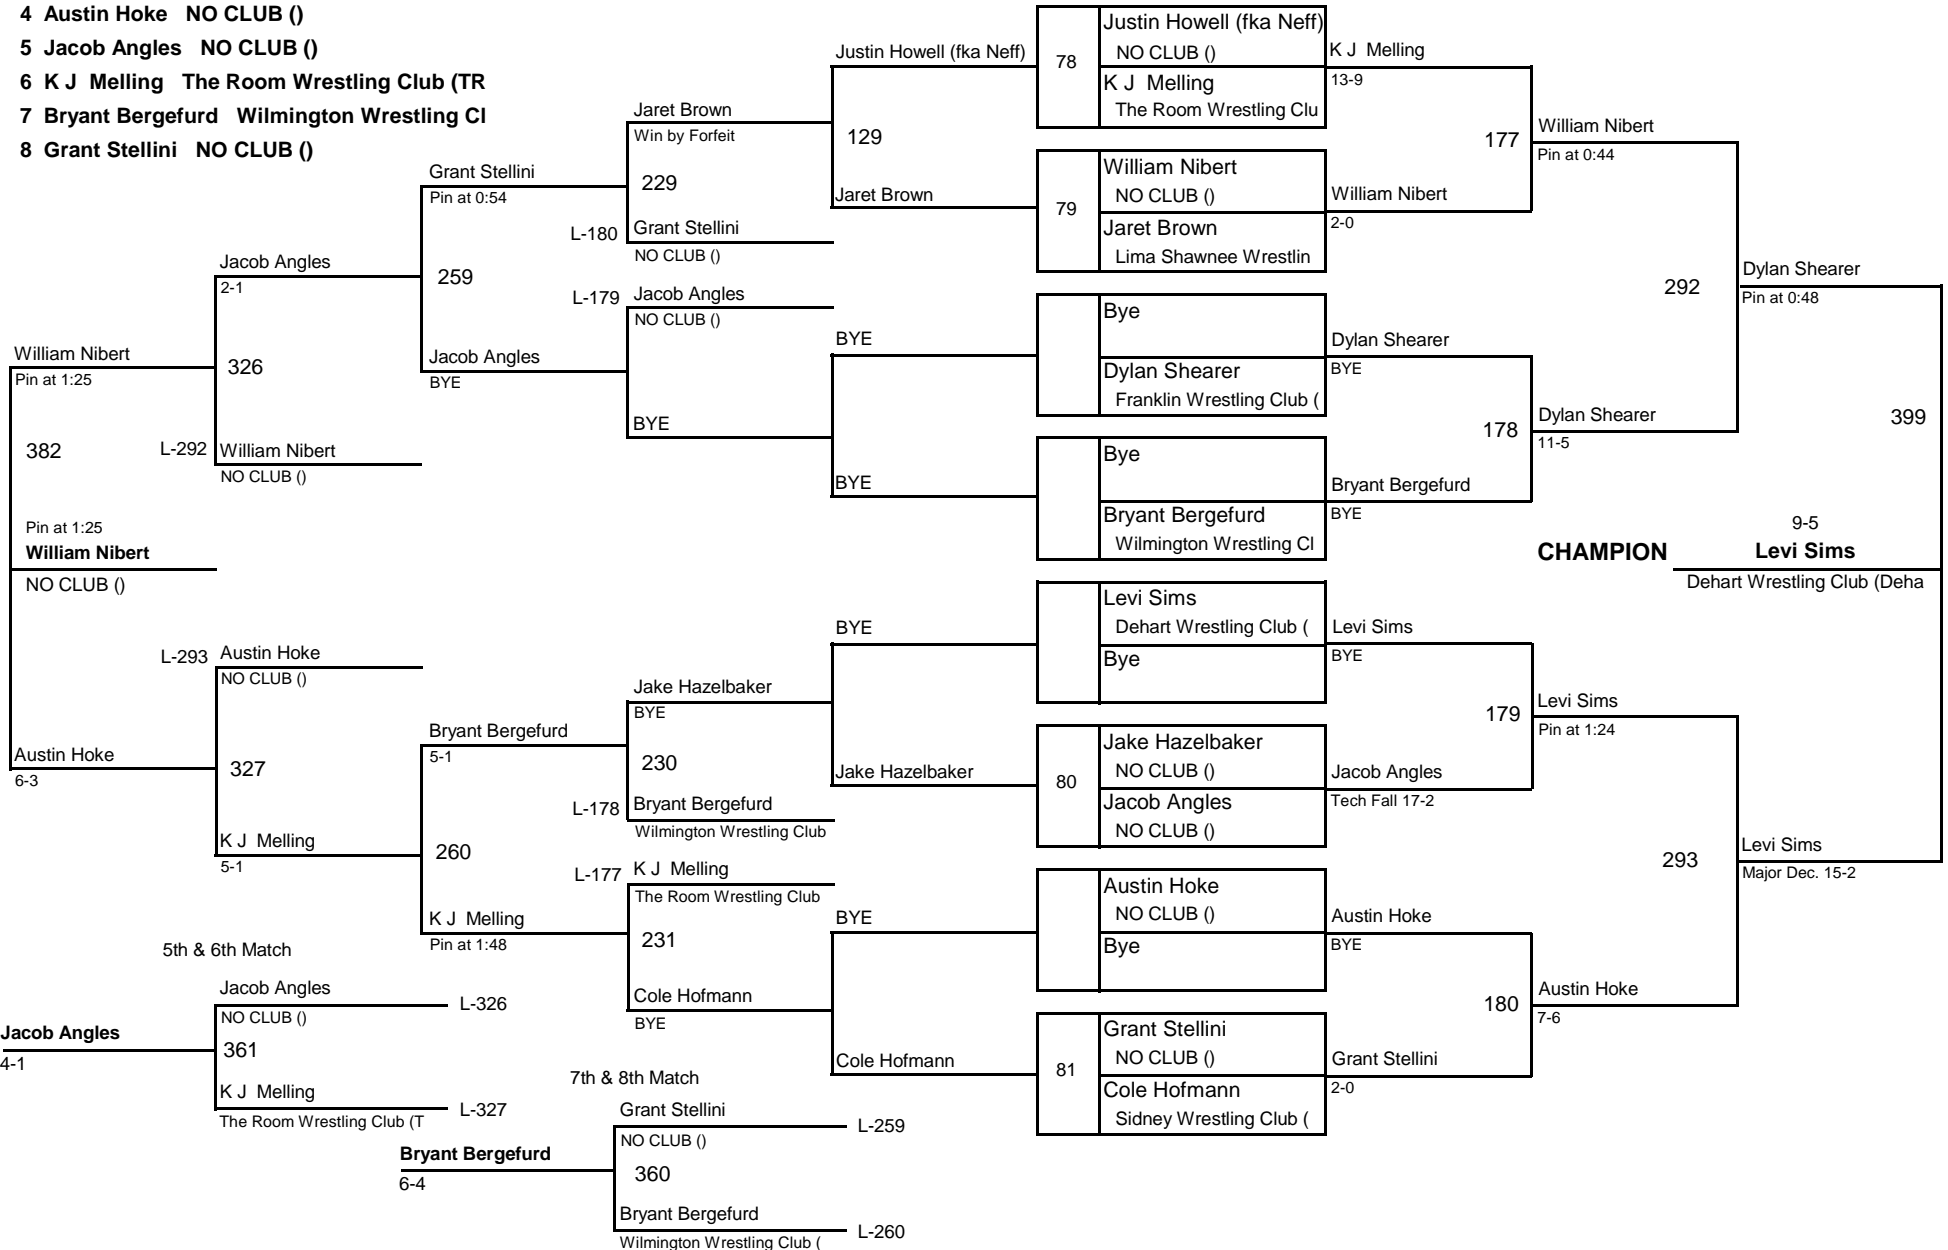 4 Austin Hoke NO CLUB ()
5 Jacob Angles NO CLUB ()
6 K J Melling The Room Wrestling Club (TR
7 Bryant Bergefurd Wilmington Wrestling Cl
8 Grant Stellini NO CLUB ()
William Nibert
Pin at 1:25
382
Pin at 1:25
William Nibert
NO CLUB ()
Austin Hoke
6-3
Jacob Angles
2-1
326
L-292 William Nibert
NO CLUB ()
L-293 Austin Hoke
NO CLUB ()
327
K J Melling
5-1
5th & 6th Match
Jacob Angles
L-326
NO CLUB ()
Jacob Angles
361
4-1
K J Melling
L-327
The Room Wrestling Club (T
Grant Stellini
Pin at 0:54
259
Jacob Angles
BYE
Bryant Bergefurd
5-1
260
K J Melling
Pin at 1:48
7th & 8th Match
Grant Stellini
L-259
NO CLUB ()
Bryant Bergefurd
360
6-4
Bryant Bergefurd
L-260
Wilmington Wrestling Club (
Jaret Brown
Win by Forfeit
229
L-180 Grant Stellini
NO CLUB ()
L-179 Jacob Angles
NO CLUB ()
BYE
Jake Hazelbaker
BYE
230
L-178 Bryant Bergefurd
Wilmington Wrestling Club
L-177 K J Melling
The Room Wrestling Club
231
Cole Hofmann
BYE
Justin Howell (fka Neff)
129
Jaret Brown
BYE
BYE
BYE
Jake Hazelbaker
BYE
Cole Hofmann
78
Justin Howell (fka Neff)
NO CLUB ()
K J Melling
The Room Wrestling Clu
79
William Nibert
NO CLUB ()
Jaret Brown
Lima Shawnee Wrestlin
Bye
Dylan Shearer
Franklin Wrestling Club (
Bye
Bryant Bergefurd
Wilmington Wrestling Cl
Levi Sims
Dehart Wrestling Club (
Bye
80
Jake Hazelbaker
NO CLUB ()
Jacob Angles
NO CLUB ()
Austin Hoke
NO CLUB ()
Bye
81
Grant Stellini
NO CLUB ()
Cole Hofmann
Sidney Wrestling Club (
K J Melling
13-9
177
William Nibert
2-0
Dylan Shearer
BYE
178
Bryant Bergefurd
BYE
Levi Sims
BYE
179
Jacob Angles
Tech Fall 17-2
Austin Hoke
BYE
180
Grant Stellini
2-0
William Nibert
Pin at 0:44
292
Dylan Shearer
11-5
Levi Sims
Pin at 1:24
293
Austin Hoke
7-6
Dylan Shearer
Pin at 0:48
399
9-5
CHAMPION Levi Sims
Dehart Wrestling Club (Deha
Levi Sims
Major Dec. 15-2